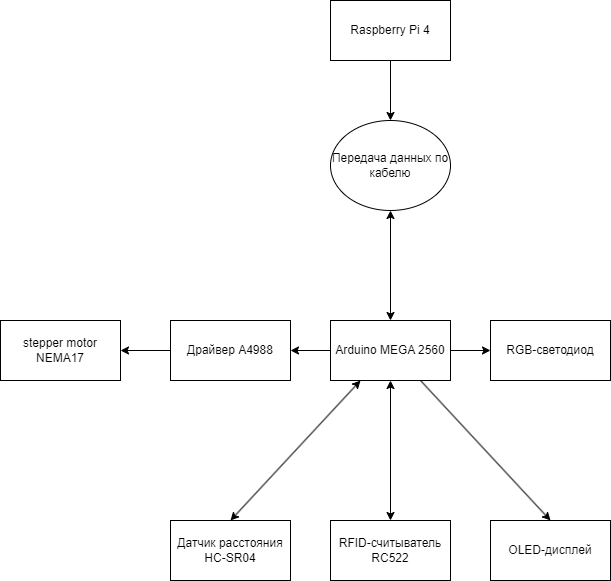 Raspberry Pi 4
Передача данных по
кабелю
stepper motor
NEMA17
Драйвер A4988
Arduino MEGA 2560
RGB-светодиод
Датчик расстояния
HC-SR04
RFID-считыватель
RC522
OLED-дисплей